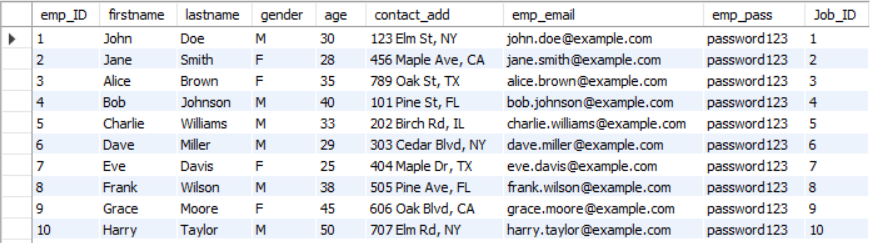 emp_ID firstname lastname gender age contact_add emp_email emp_pass Job_ID
1 John Doe M 30 123 Elm St, NY john.doe@example.com password123 1
2 Jane Smith F 28 456 Maple Ave, CA jane.smith@example.com password123 2
3 Alice Brown F 35 789 Oak St, TX alice.brown@example.com password123 3
4 Bob Johnson M 40 101 Pine St, FL bob.johnson@example.com password123 4
5 Charlie Williams M 33 202 Birch Rd, IL charlie.williams@example.com password123 5
6 Dave Miller M 29 303 Cedar Blvd, NY dave.miller@example.com password123 6
7 Eve Davis F 25 404 Maple Dr, TX eve.davis@example.com password123 7
8 Frank Wilson M 38 505 Pine Ave, FL frank.wilson@example.com password123 8
9 Grace Moore F 45 606 Oak Blvd, CA grace.moore@example.com password123 9
10 Harry Taylor M 50 707 Elm Rd, NY harry.taylor@example.com password123 10